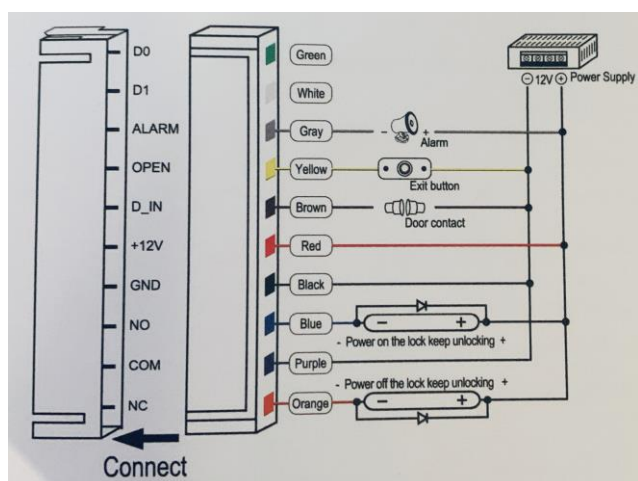 D0
D1
ALARM
OPEN
D_IN
+12V
GND
NO
COM
NC
Connect
Green
White
Gray
Yellow
Brown
Red
Black
Blue
Purple
Orange
- +
Alarm
Exit button
Door contact
- +
- Power on the lock keep unlocking +
- Power off the lock keep unlocking +
- +
- 12V + Power Supply